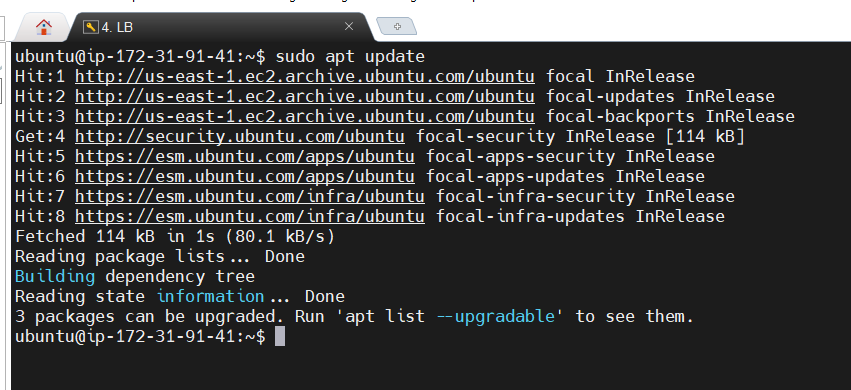 4. LB
ubuntu@ip-172-31-91-41:~$ sudo apt update
Hit:1 http://us-east-1.ec2.archive.ubuntu.com/ubuntu focal InRelease
Hit:2 http://us-east-1.ec2.archive.ubuntu.com/ubuntu focal-updates InRelease
Hit:3 http://us-east-1.ec2.archive.ubuntu.com/ubuntu focal-backports InRelease
Get:4 http://security.ubuntu.com/ubuntu focal-security InRelease [114 kB]
Hit:5 https://esm.ubuntu.com/apps/ubuntu focal-apps-security InRelease
Hit:6 https://esm.ubuntu.com/apps/ubuntu focal-apps-updates InRelease
Hit:7 https://esm.ubuntu.com/infra/ubuntu focal-infra-security InRelease
Hit:8 https://esm.ubuntu.com/infra/ubuntu focal-infra-updates InRelease
Fetched 114 kB in 1s (80.1 kB/s)
Reading package lists... Done
Building dependency tree
Reading state information... Done
3 packages can be upgraded. Run 'apt list --upgradable' to see them.
ubuntu@ip-172-31-91-41:~$